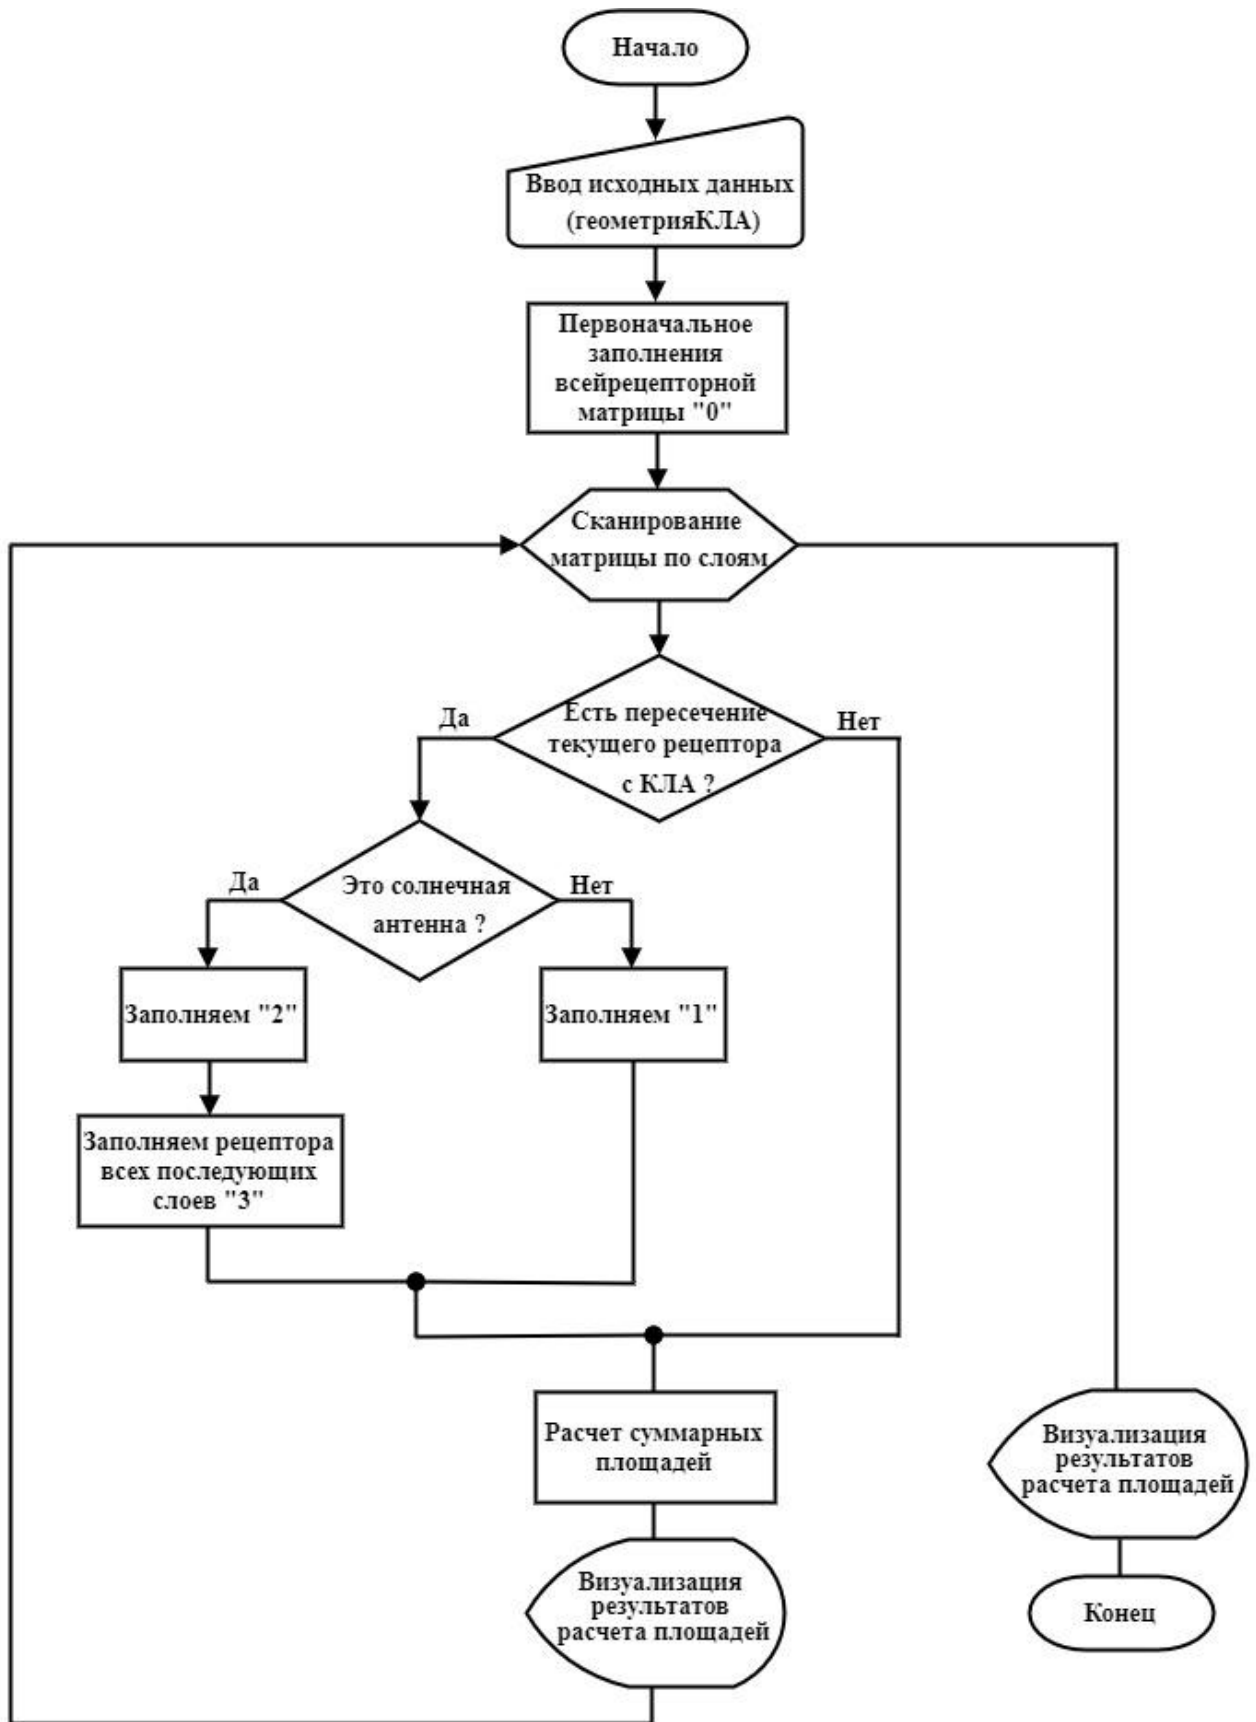 Начало
Ввод исходных данных
(геометрияКЛА)
Первоначальное
заполнения
всейрецепторной
матрицы "0"
Сканирование
матрицы по слоям
Да
Есть пересечение
текущего рецептора
с КЛА ?
Нет
Да
Это солнечная
антенна ?
Нет
Заполняем "2"
Заполняем "1"
Заполняем рецептора
всех последующих
слоев "3"
Расчет суммарных
площадей
Визуализация
результатов
расчета площадей
Визуализация
результатов
расчета площадей
Конец